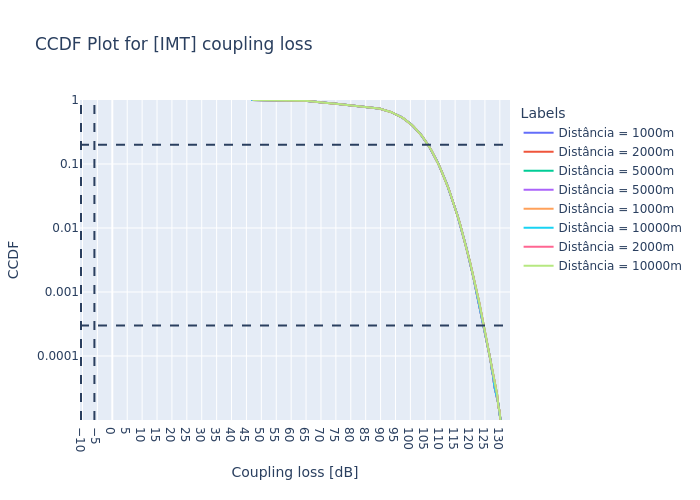 CCDF Plot for [IMT] coupling loss
Labels
Distância = 1000m
Distância = 2000m
Distância = 5000m
Distância = 5000m
Distância = 1000m
Distância = 10000m
Distância = 2000m
Distância = 10000m
CCDF
1
0.1
0.01
0.001
0.0001
−10 −5 0 5 10 15 20 25 30 35 40 45 50 55 60 65 70 75 80 85 90 95 100 105 110 115 120 125 130
Coupling loss [dB]